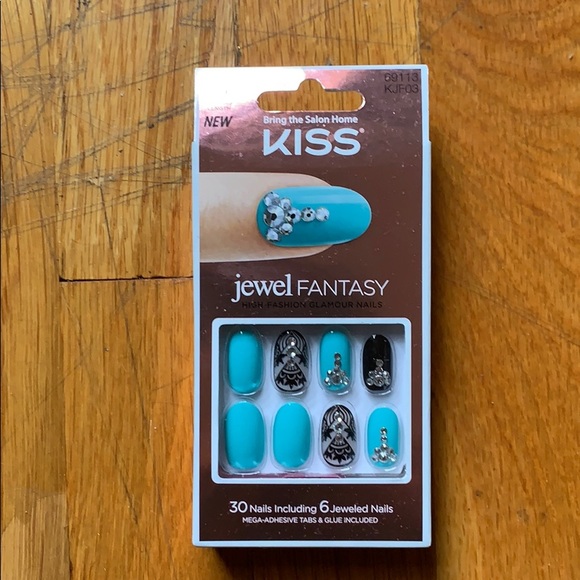 69113
KJF03
NEW
Bring the Salon Home
KISS®
jewel FANTASY
HIGH FASHION GLAMOUR NAILS
30 Nails Including 6 Jeweled Nails
MEGA-ADHESIVE TABS & GLUE INCLUDED